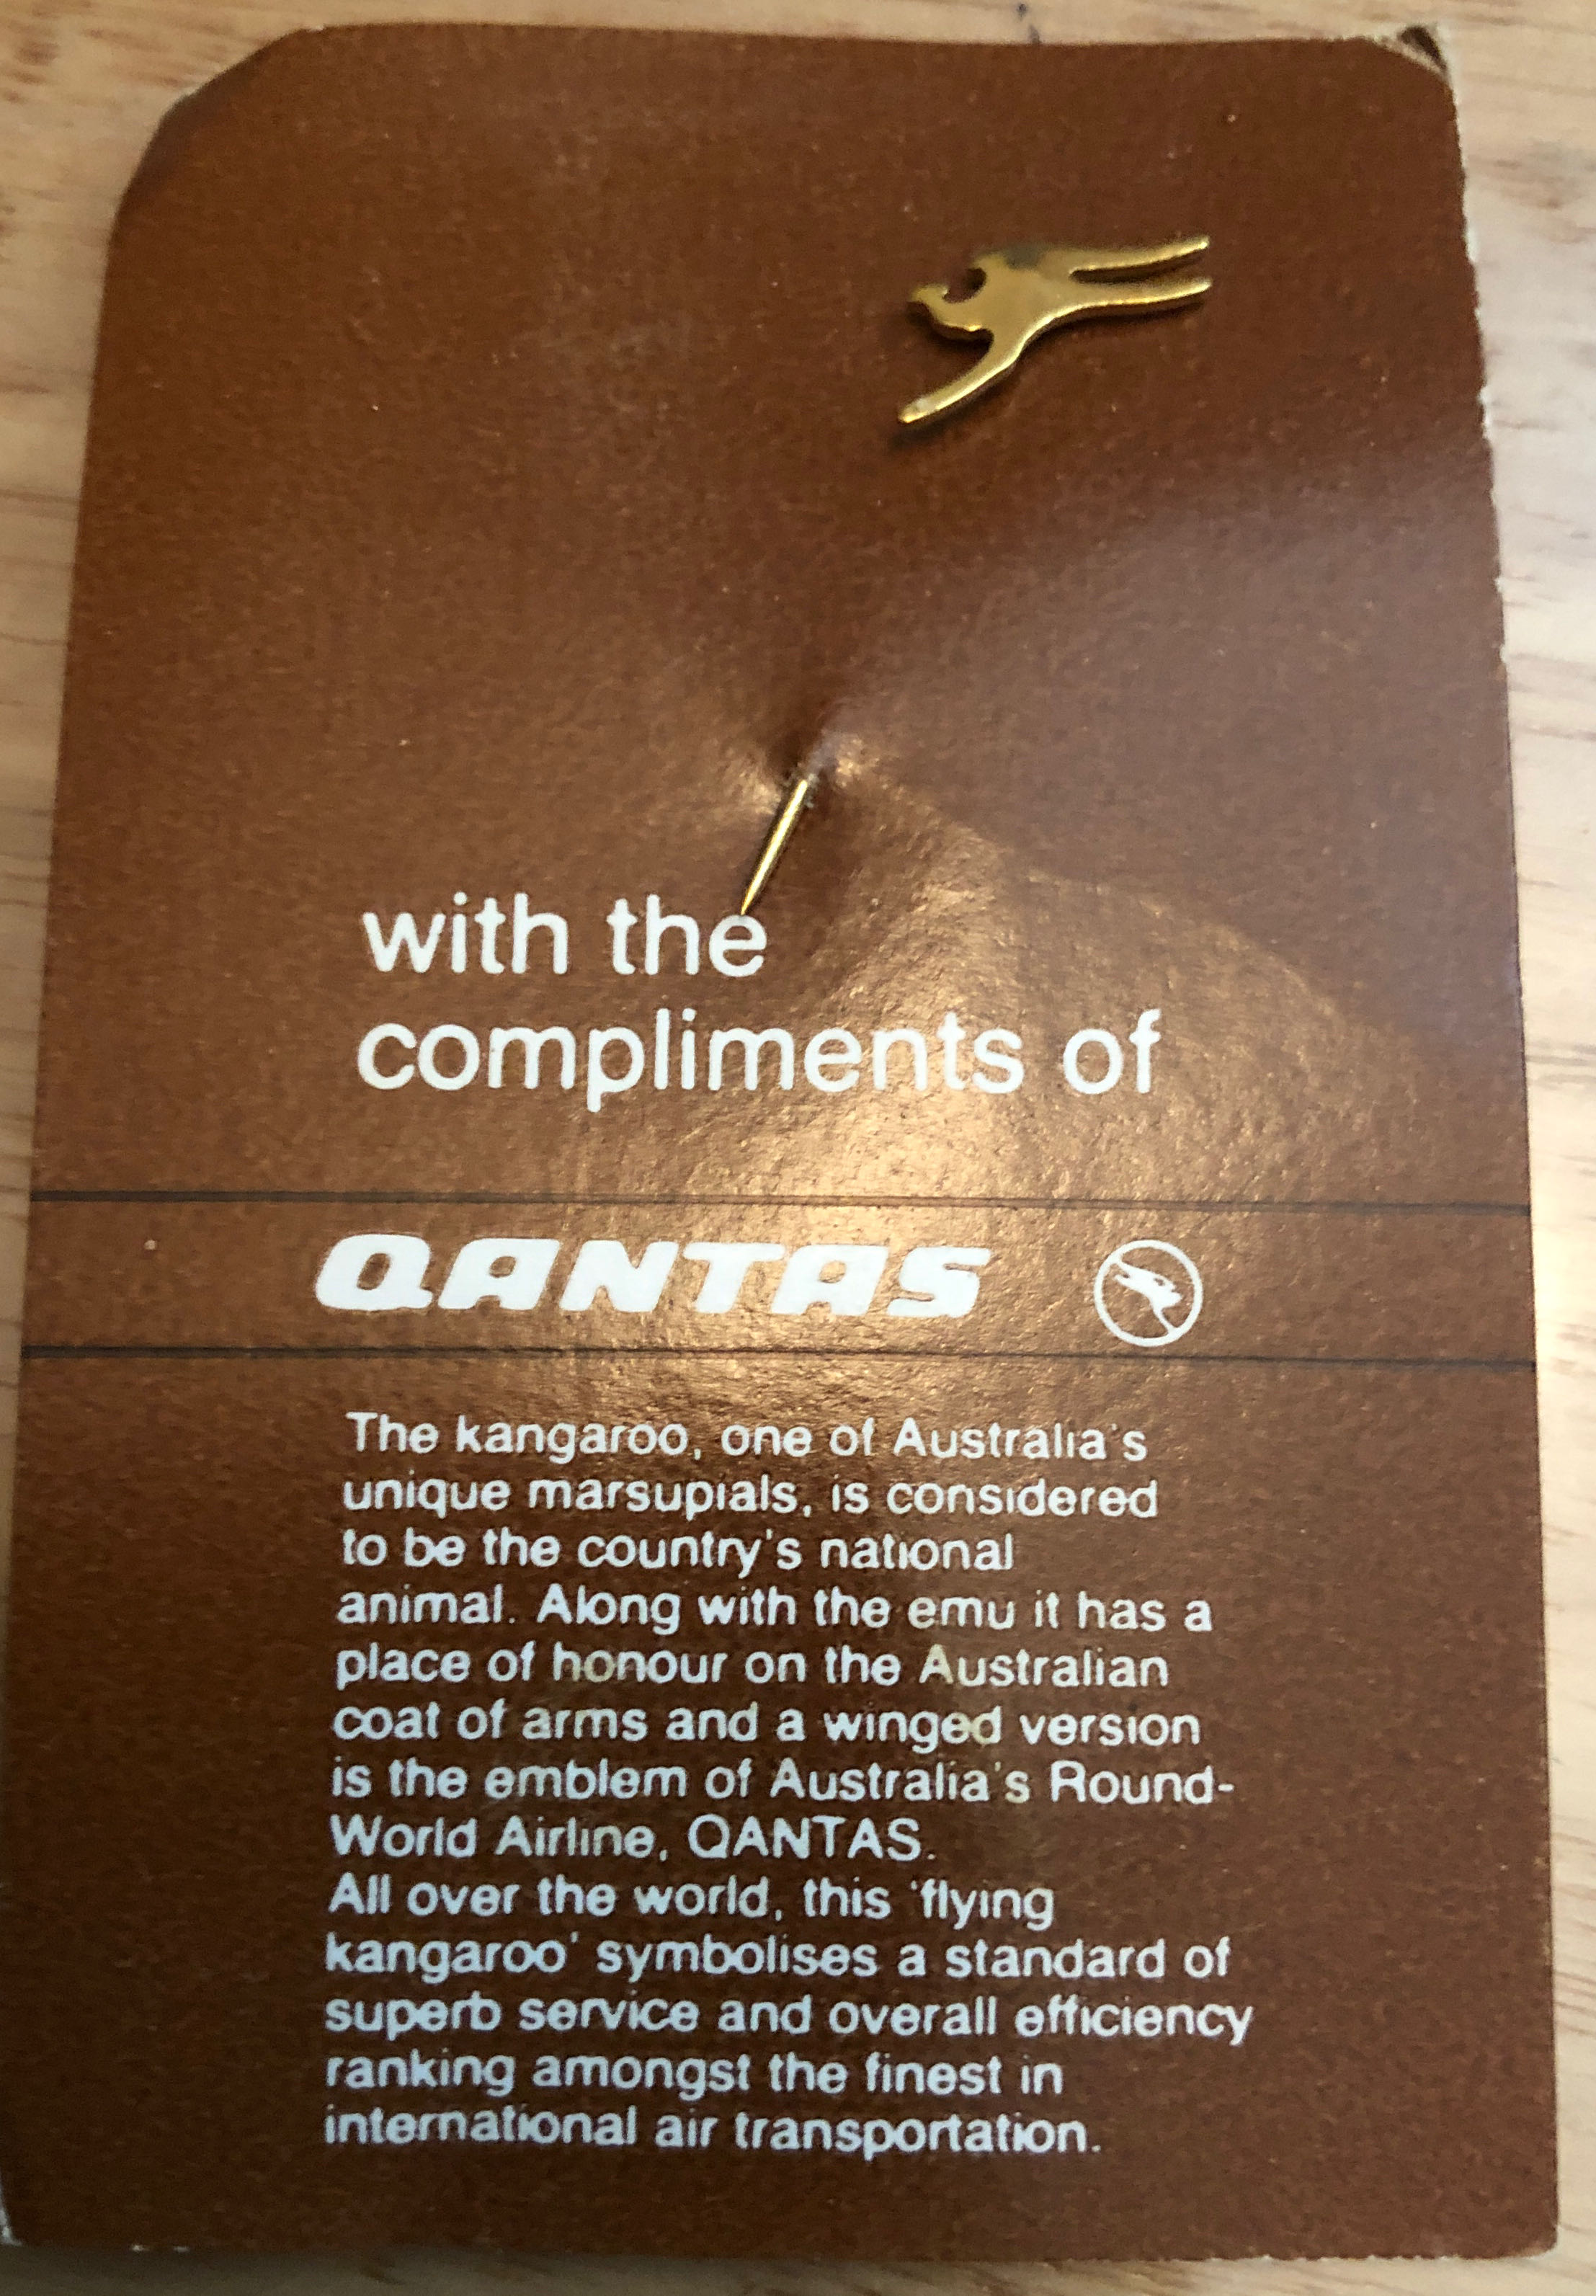 with the
compliments of
QANTAS
The kangaroo, one of Australia's
unique marsupials, is considered
to be the country's national
animal. Along with the emu it has a
place of honour on the Australian
coat of arms and a winged version
is the emblem of Australia's Round-
World Airline, QANTAS.
All over the world, this 'flying
kangaroo' symbolises a standard of
superb service and overall efficiency
ranking amongst the finest in
international air transportation.